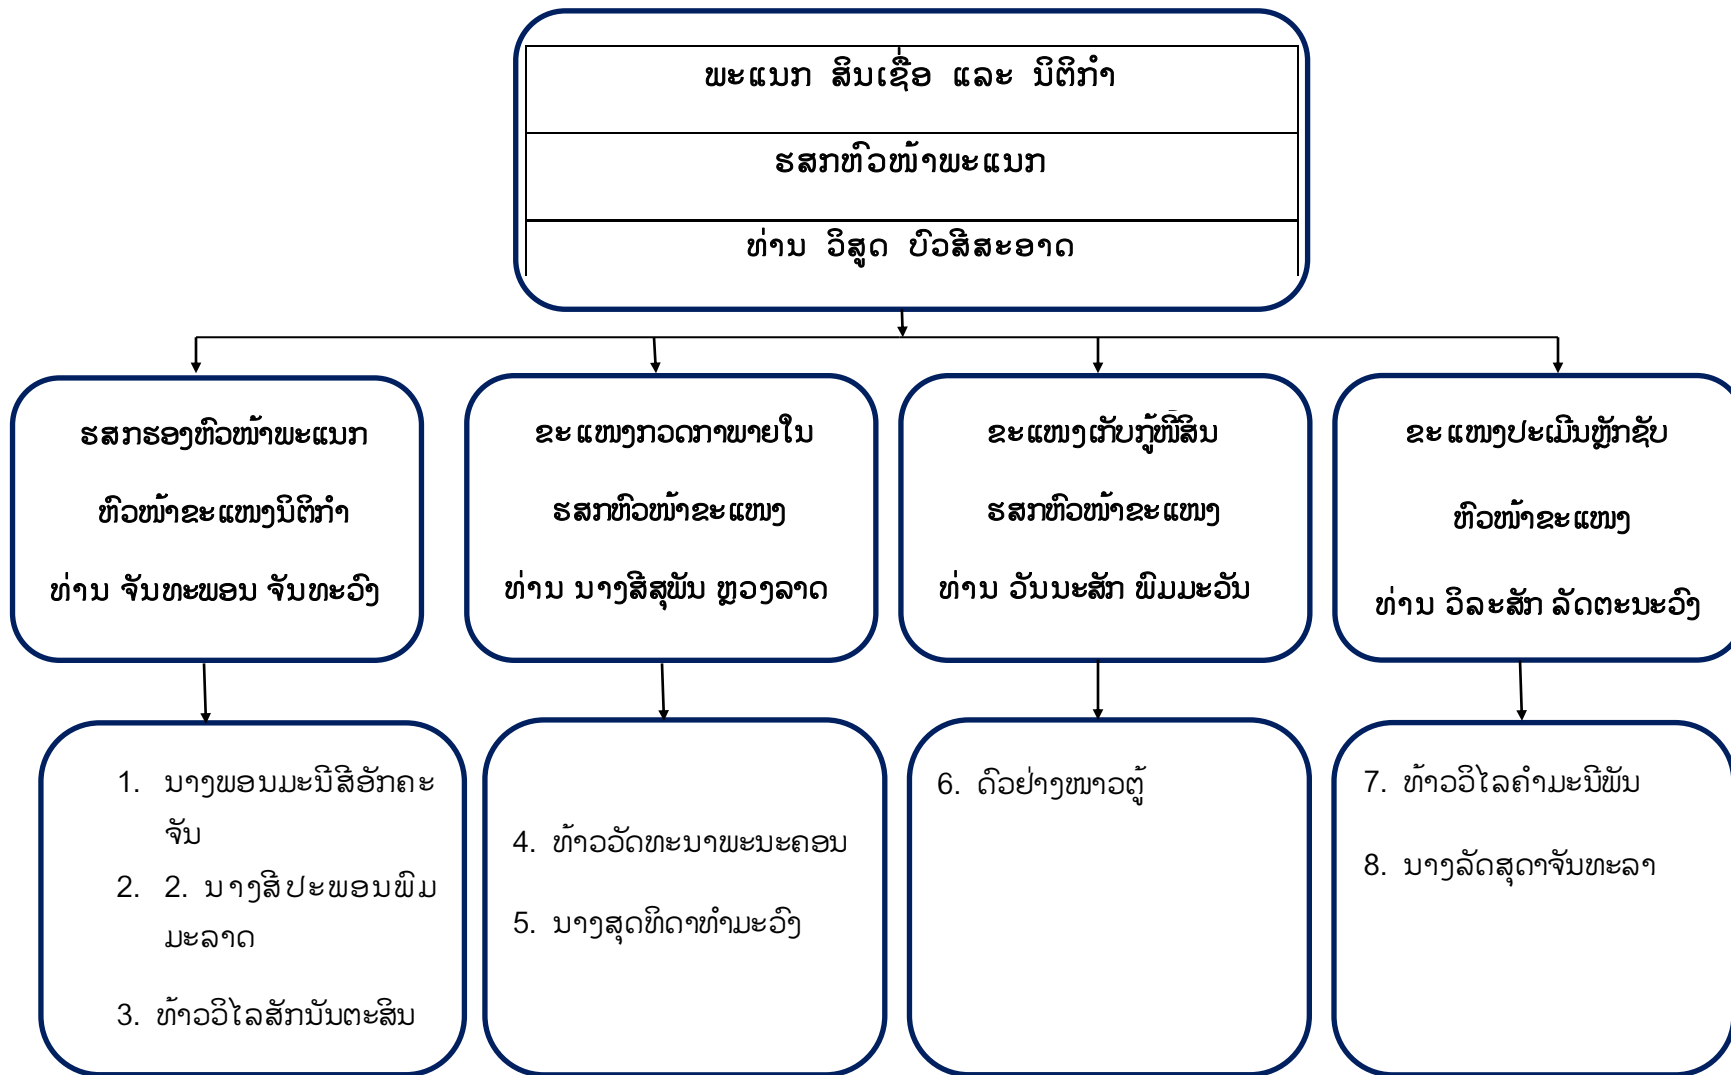 ພະແນກ ສິນເຊື່ອ ແລະ ນິຕິກຳ
ຮສກຫົວໜ້າພະແນກ
ທ່ານ ວິສູດ ບົວສີສະອາດ
ຮສກຮອງຫົວໜ້າພະແນກ
ຫົວໜ້າຂະແໜງນິຕິກຳ
ທ່ານ ຈັນທະພອນ ຈັນທະວົງ
ຂະແໜງກວດກາພາຍໃນ
ຮສກຫົວໜ້າຂະແໜງ
ທ່ານ ນາງສີສຸພັນ ຫຼວງລາດ
ຂະແໜງເກັບກູ້ໜີ້ສິນ
ຮສກຫົວໜ້າຂະແໜງ
ທ່ານ ວັນນະສັກ ພົມມະວັນ
ຂະແໜງປະເມີນຫຼັກຊັບ
ຫົວໜ້າຂະແໜງ
ທ່ານ ວິລະສັກ ລັດຕະນະວົງ
1. ນາງພອນມະນີສີອັກຄະ
ຈັນ
2. 2. ນາງສີປະພອນພົມ
ມະລາດ
3. ທ້າວວິໄລສັກນັນຕະສິນ
4. ທ້າວວັດທະນາພະນະຄອນ
5. ນາງສຸດທິດາທຳມະວົງ
6. ດົວຢ່າງໜາວຕູ້
7. ທ້າວວິໄລຄຳມະນີພັນ
8. ນາງລັດສຸດາຈັນທະລາ